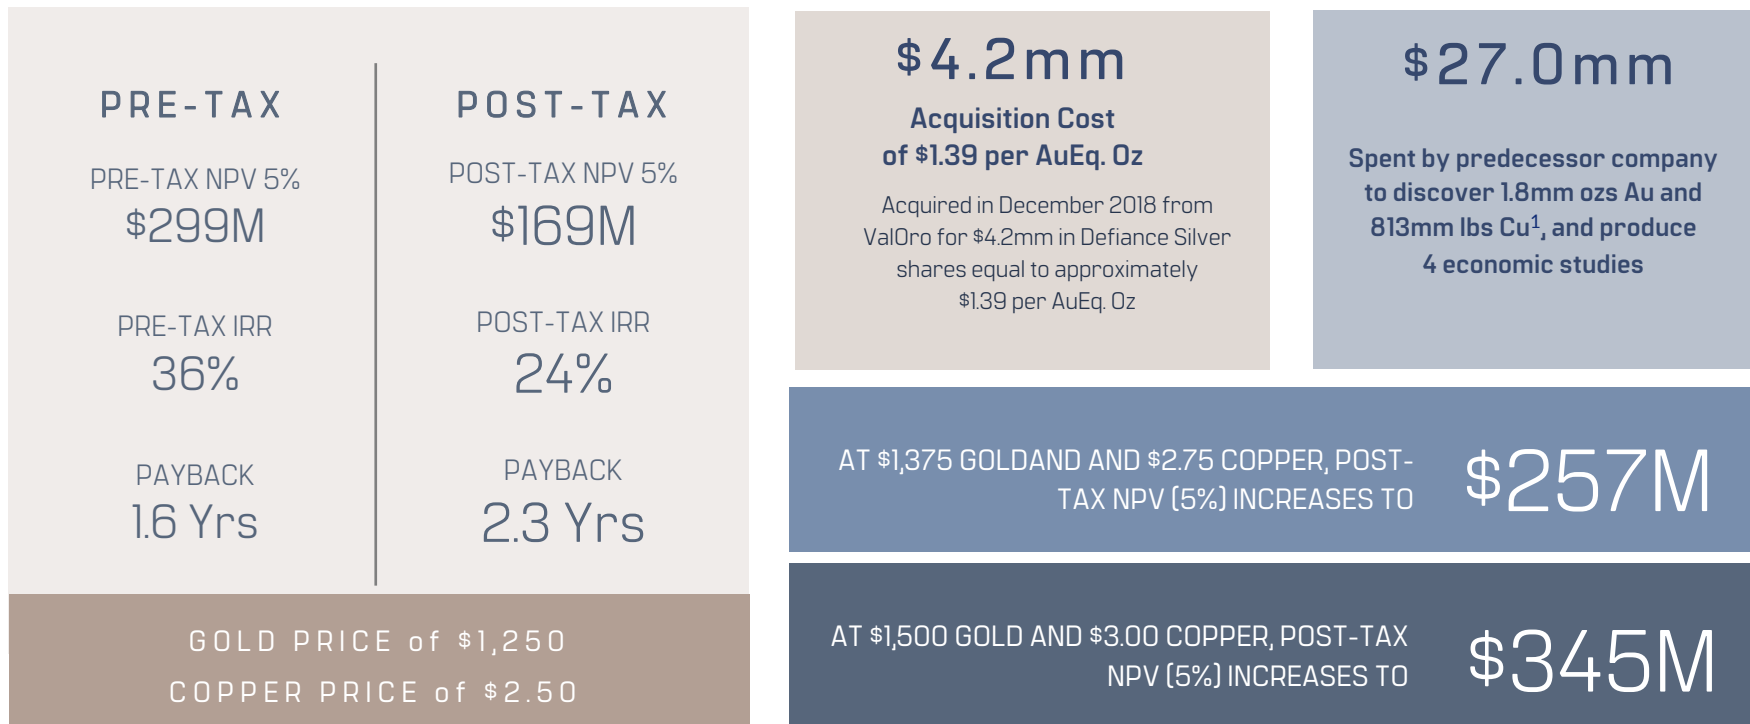 PRE-TAX
PRE-TAX NPV 5%
$299M
PRE-TAX IRR
36%
PAYBACK
1.6 Yrs
POST-TAX
POST-TAX NPV 5%
$169M
POST-TAX IRR
24%
PAYBACK
2.3 Yrs
GOLD PRICE of $1,250
COPPER PRICE of $2.50
$4.2mm
Acquisition Cost
of $1.39 per AuEq. Oz
Acquired in December 2018 from
ValOro for $4.2mm in Defiance Silver
shares equal to approximately
$1.39 per AuEq. Oz
$27.0mm
Spent by predecessor company
to discover 1.8mm ozs Au and
813mm lbs Cu1, and produce
4 economic studies
AT $1,375 GOLDAND AND $2.75 COPPER, POST-
TAX NPV (5%) INCREASES TO
$257M
AT $1,500 GOLD AND $3.00 COPPER, POST-TAX
NPV (5%) INCREASES TO
$345M